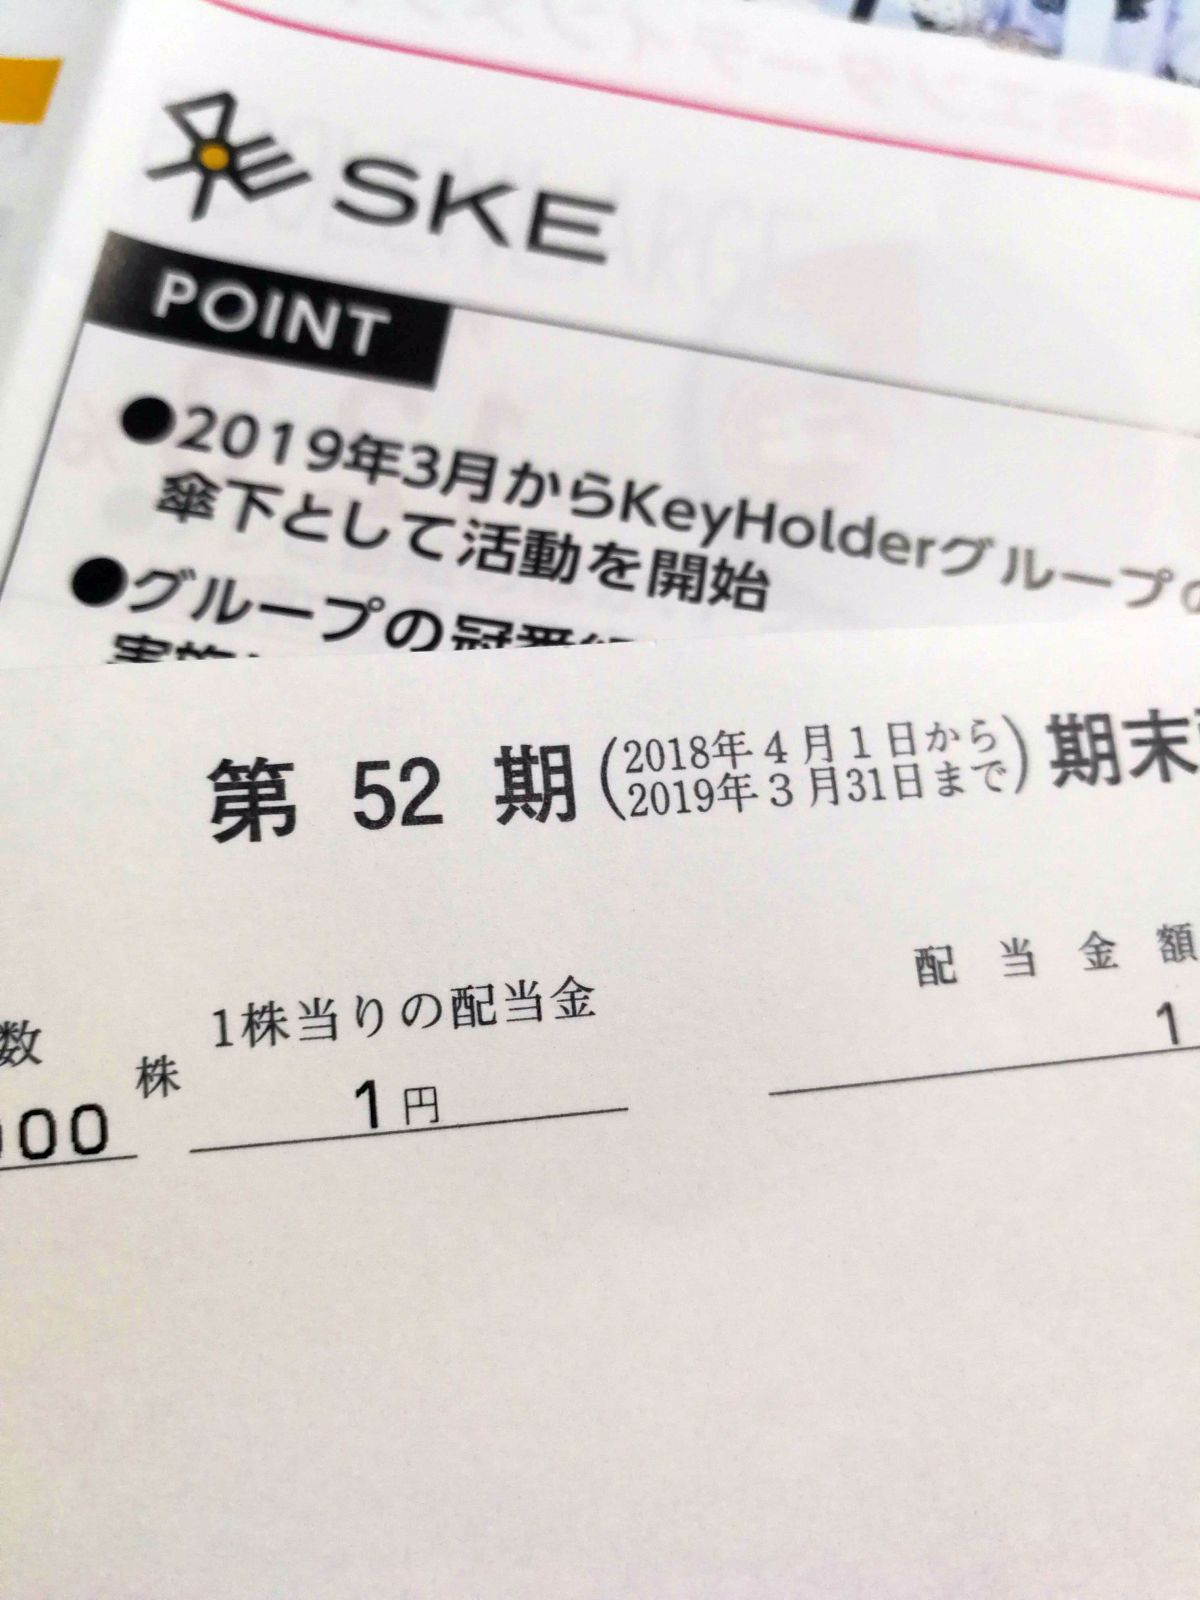 SKE
POINT
●2019年3月からKeyHolderグループの
傘下として活動を開始
●グループの冠番組
第 52 期(2018年4月1日から
2019年3月31日まで)期末
配当金額
1株当りの配当金
数
株
1
1円
000